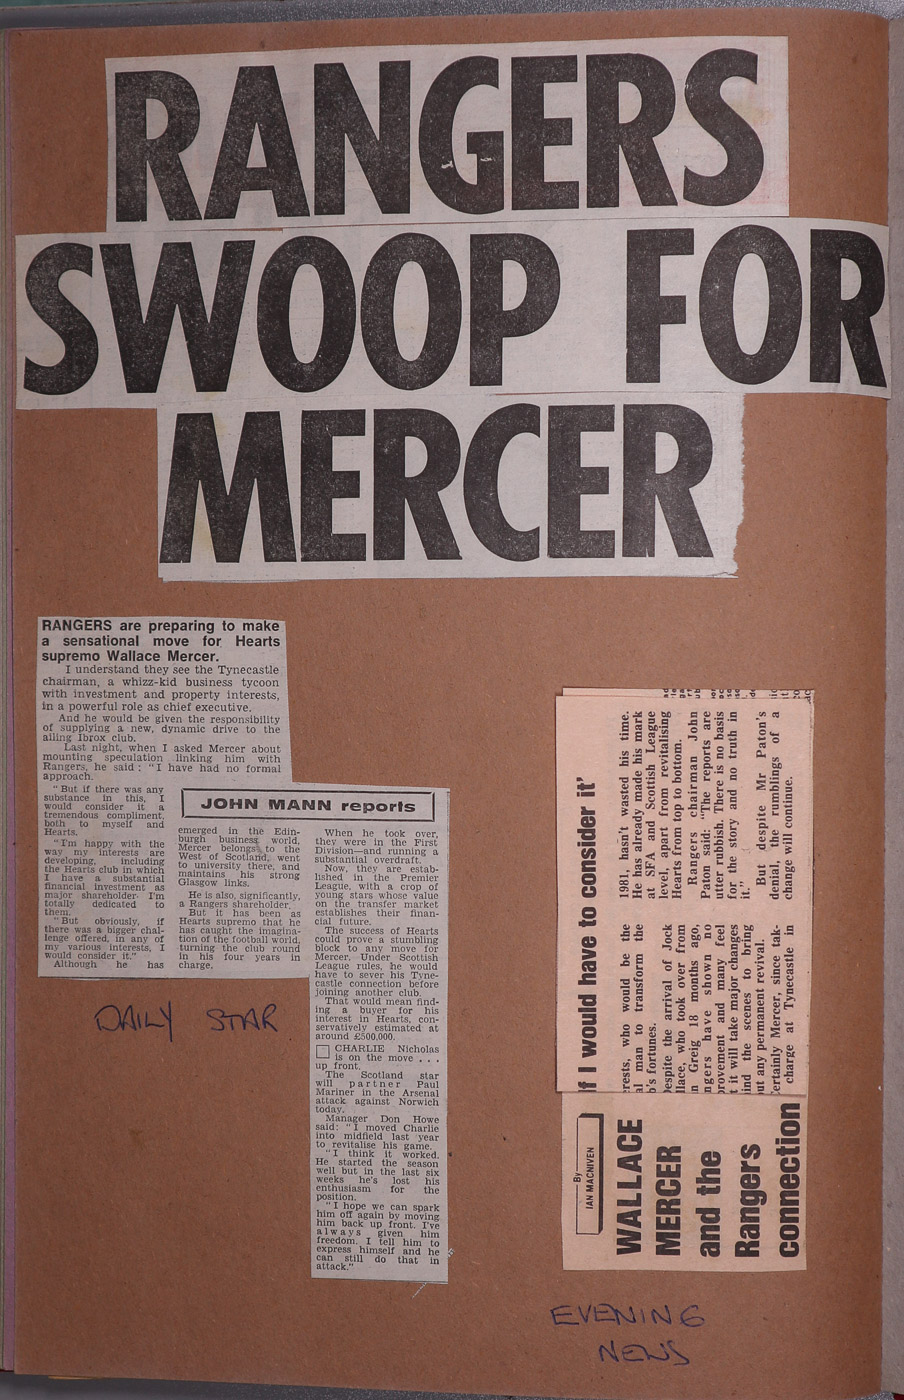 RANGERS
SWOOP FOR
MERCER
RANGERS are preparing to make
a sensational move for Hearts
supremo Wallace Mercer.
I understand they see the Tynecastle
chairman, a whizz-kid business tycoon
with investment and property interests,
in a powerful role as chief executive.
And he would be given the responsibility
of supplying a new, dynamic drive to the
ailing Ibrox club.
Last night, when I asked Mercer about
mounting speculation linking him with
Rangers, he said: "I have had no formal
approach.
"But if there was any
substance in this, I
would consider it a
tremendous compliment,
both to myself and
Hearts.
"I'm happy with the
way my interests are
developing, including
the Hearts club in which
I have a substantial
financial investment as
major shareholder. I'm
totally dedicated to
them.
"But obviously, if
there was a bigger chal-
lenge offered, in any of
my various interests, I
would consider it."
Although he has
JOHN MANN reports
emerged in the Edin-
burgh business world,
Mercer belongs to the
West of Scotland, went
to university there, and
maintains his strong
Glasgow links.
He is also, significantly,
a Rangers shareholder.
But it has been as
Hearts supremo that he
has caught the imagina-
tion of the football world,
turning the club round
in his four years in
charge.
When he took over,
they were in the First
Division—and running a
substantial overdraft.
Now, they are estab-
lished in the Premier
League, with a crop of
young stars whose value
on the transfer market
establishes their finan-
cial future.
The success of Hearts
could prove a stumbling
block to any move for
Mercer. Under Scottish
League rules, he would
have to sever his Tyne-
castle connection before
joining another club.
That would mean find-
ing a buyer for his
interest in Hearts, con-
servatively estimated at
around £500,000.
CHARLIE Nicholas
is on the move . . .
up front.
The Scotland star
will partner Paul
Mariner in the Arsenal
attack against Norwich
today.
Manager Don Howe
said: "I moved Charlie
into midfield last year
to revitalise his game.
"I think it worked.
He started the season
well but in the last six
weeks he's lost his
enthusiasm for the
position.
"I hope we can spark
him off again by moving
him back up front. I've
always given him
freedom. I tell him to
express himself and he
can still do that in
attack."
DAILY STAR
By
IAN MACNIVEN
WALLACE
MERCER
and the
Rangers
connection
f I would have to consider it'
rests, who would be the
l man to transform the
b's fortunes.
espite the arrival of Jock
llace, who took over from
n Greig 18 months ago,
ngers have shown no
provement and many feel
t it will take major changes
ind the scenes to bring
ut any permanent revival.
ertainly Mercer, since tak-
charge at Tynecastle in
1981, hasn't wasted his time.
He has already made his mark
at SFA and Scottish League
level, apart from revitalising
Hearts from top to bottom.
Rangers chairman John
Paton said: "The reports are
utter rubbish. There is no basis
for the story and no truth in
it."
But despite Mr Paton's
denial, the rumblings of a
change will continue.
EVENING
NEWS